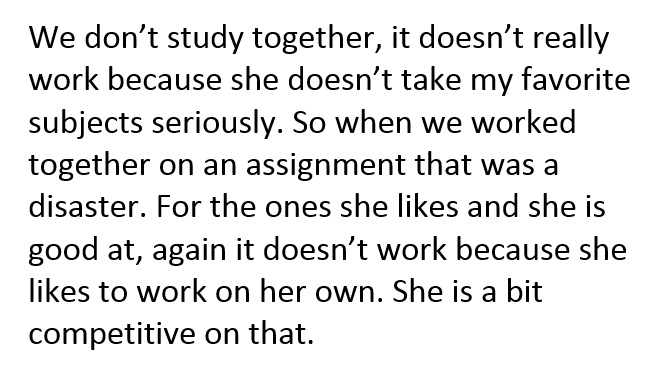 We don’t study together, it doesn’t really
work because she doesn’t take my favorite
subjects seriously. So when we worked
together on an assignment that was a
disaster. For the ones she likes and she is
good at, again it doesn’t work because she
likes to work on her own. She is a bit
competitive on that.